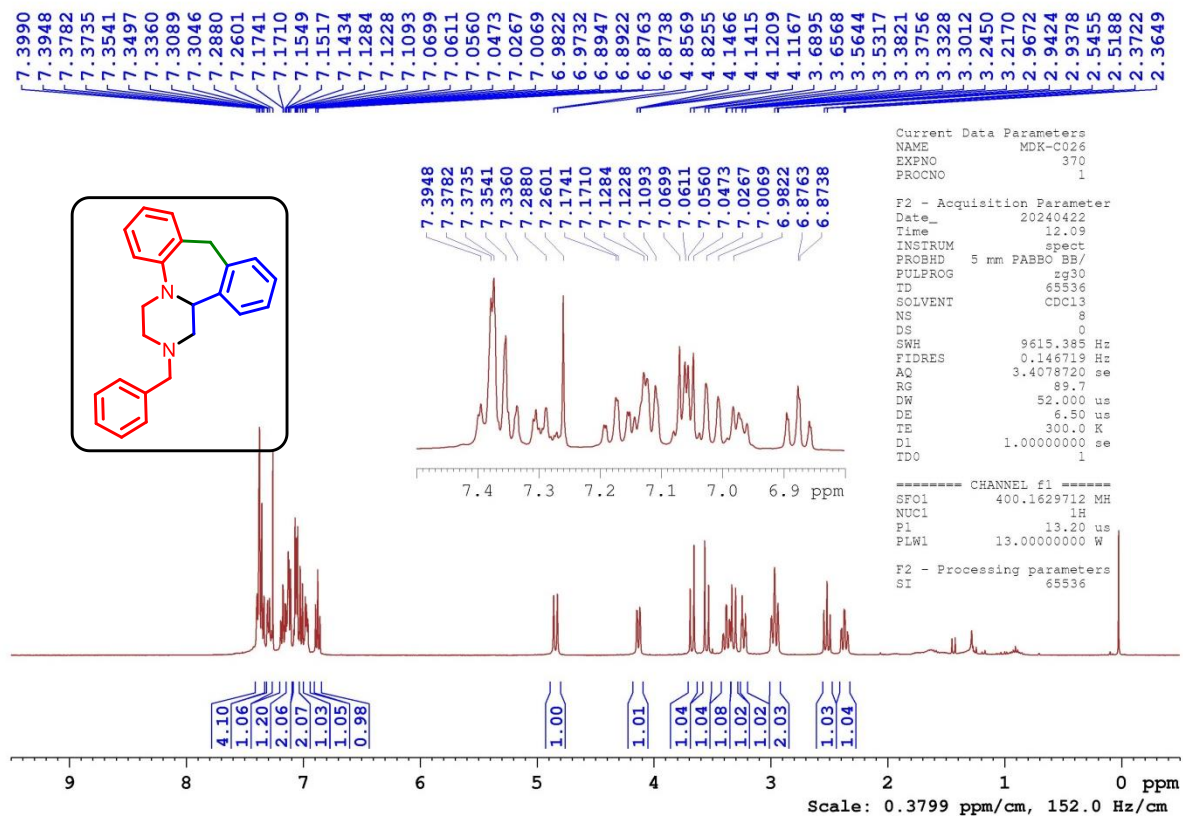 7.3990 7.3948 7.3782 7.3735 7.3541 7.3497 7.3360 7.3089 7.3046 7.2880 7.2601 7.1741 7.1710 7.1549 7.1517 7.1434 7.1284 7.1228 7.1093 7.0699 7.0611 7.0560 7.0473 7.0267 7.0069 6.9822 6.9732 6.8947 6.8922 6.8763 6.8738 4.8569 4.8255 4.1466 4.1415 4.1209 4.1167 3.6895 3.6568 3.5644 3.5317 3.3821 3.3756 3.3328 3.3012 3.2450 3.2170 2.9672 2.9424 2.9378 2.5455 2.5188 2.3722 2.3649
N
N
7.3948 7.3782 7.3735 7.3541 7.3360 7.2880 7.2601 7.1741 7.1710 7.1284 7.1228 7.1093 7.0699 7.0611 7.0560 7.0473 7.0267 7.0069 6.9822 6.8763 6.8738
7.4 7.3 7.2 7.1 7.0 6.9 ppm
Current Data Parameters
NAME MDK-C026
EXPNO 370
PROCNO 1
F2 - Acquisition Parameter
Date_ 20240422
Time 12.09
INSTRUM spect
PROBHD 5 mm PABBO BB/
PULPROG zg30
TD 65536
SOLVENT CDCl3
NS 8
DS 0
SWH 9615.385 Hz
FIDRES 0.146719 Hz
AQ 3.4078720 se
RG 89.7
DW 52.000 us
DE 6.50 us
TE 300.0 K
D1 1.00000000 se
TD0 1
======== CHANNEL f1 ======
SFO1 400.1629712 MH
NUC1 1H
P1 13.20 us
PLW1 13.00000000 W
F2 - Processing parameters
SI 65536
4.10 1.06 1.20 2.06 2.07 1.03 1.05 0.98 1.00 1.01 1.04 1.04 1.08 1.02 1.02 2.03 1.03 1.04
9 8 7 6 5 4 3 2 1 0 ppm
Scale: 0.3799 ppm/cm, 152.0 Hz/cm